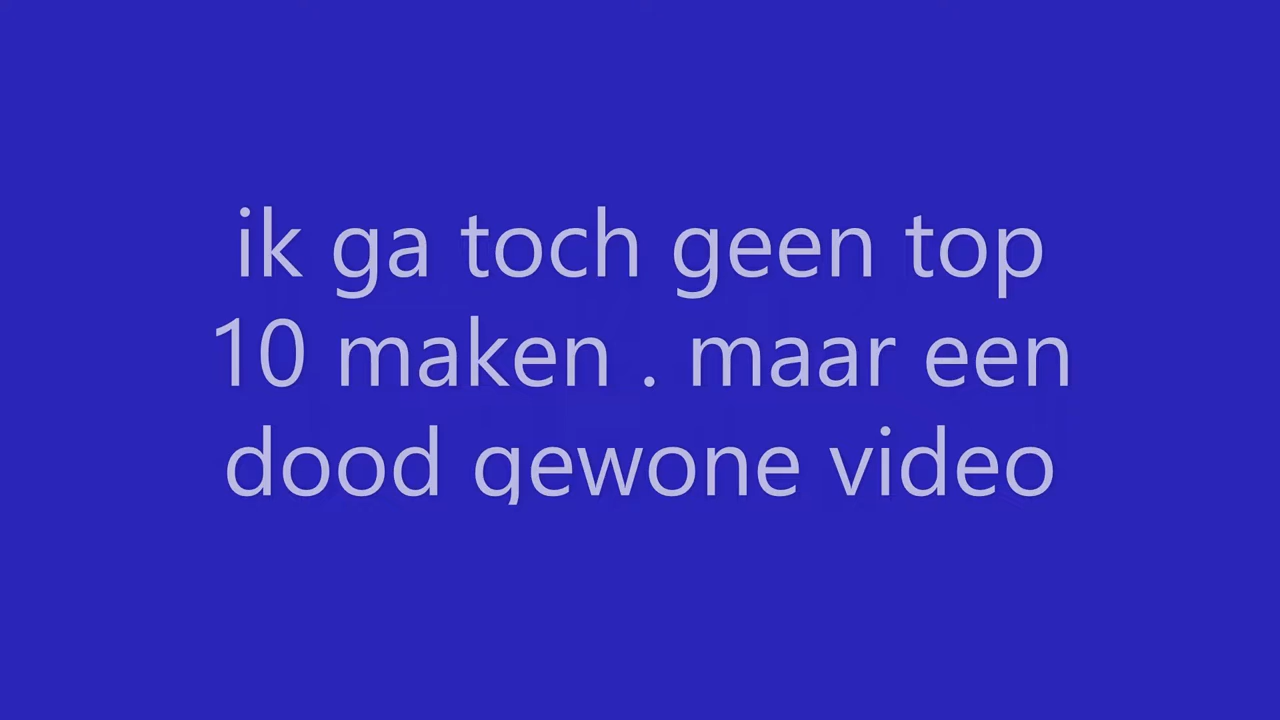 ik ga toch geen top
10 maken . maar een
dood gewone video